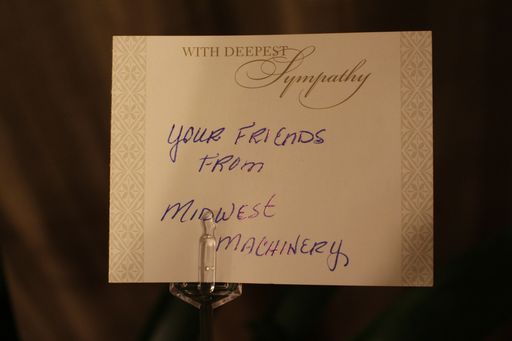 WITH DEEPEST
Sympathy
YOUR FRIENDS
FROM
MIDWEST
MACHINERY